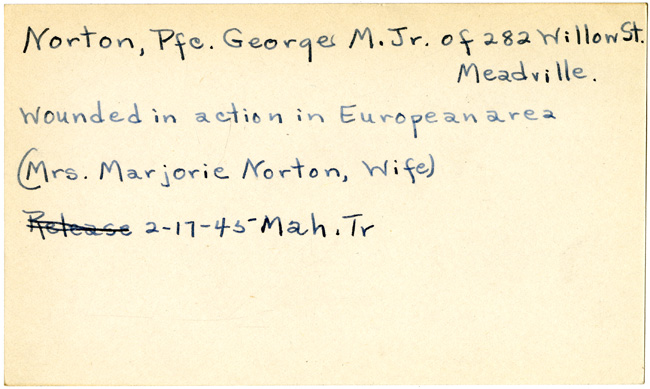 Norton, Pfc. George M. Jr. of 282 Willow St.
Meadville.
Wounded in action in European area
(Mrs. Marjorie Norton, Wife)
Release 2-17-45 Mah. Tr